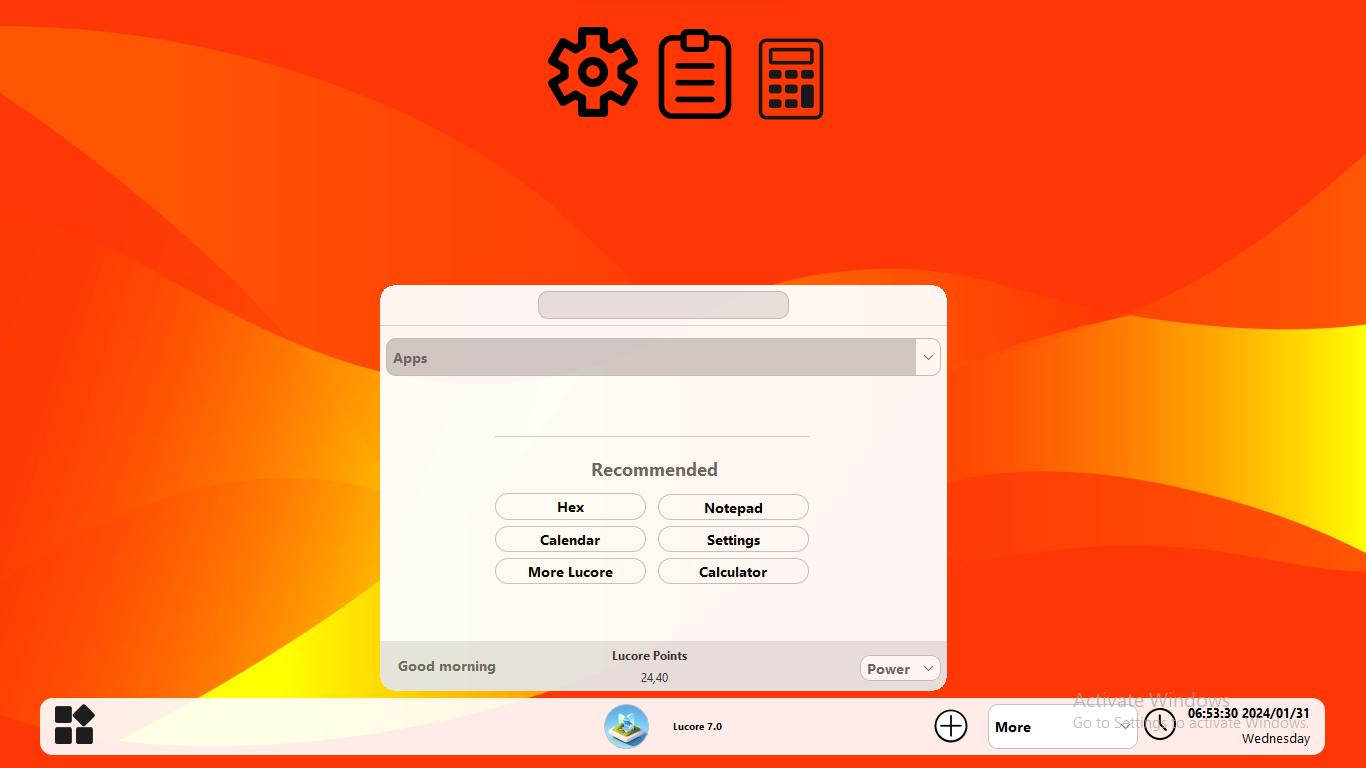 Apps
Recommended
Hex
Notepad
Calendar
Settings
More Lucore
Calculator
Good morning
Lucore Points
24,40
Power
Lucore 7.0
More
Activate Windows
Go to Settings to activate Windows.
06:53:30 2024/01/31
Wednesday